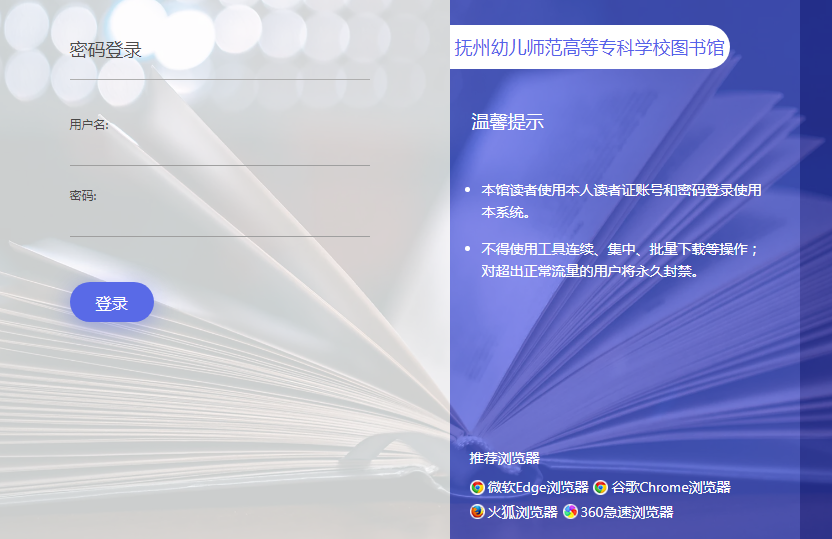 密码登录
用户名:
密码:
登录
抚州幼儿师范高等专科学校图书馆
温馨提示
本馆读者使用本人读者证账号和密码登录使用
本系统。
不得使用工具连续、集中、批量下载等操作；
对超出正常流量的用户将永久封禁。
推荐浏览器
微软Edge浏览器 谷歌Chrome浏览器
火狐浏览器 360急速浏览器